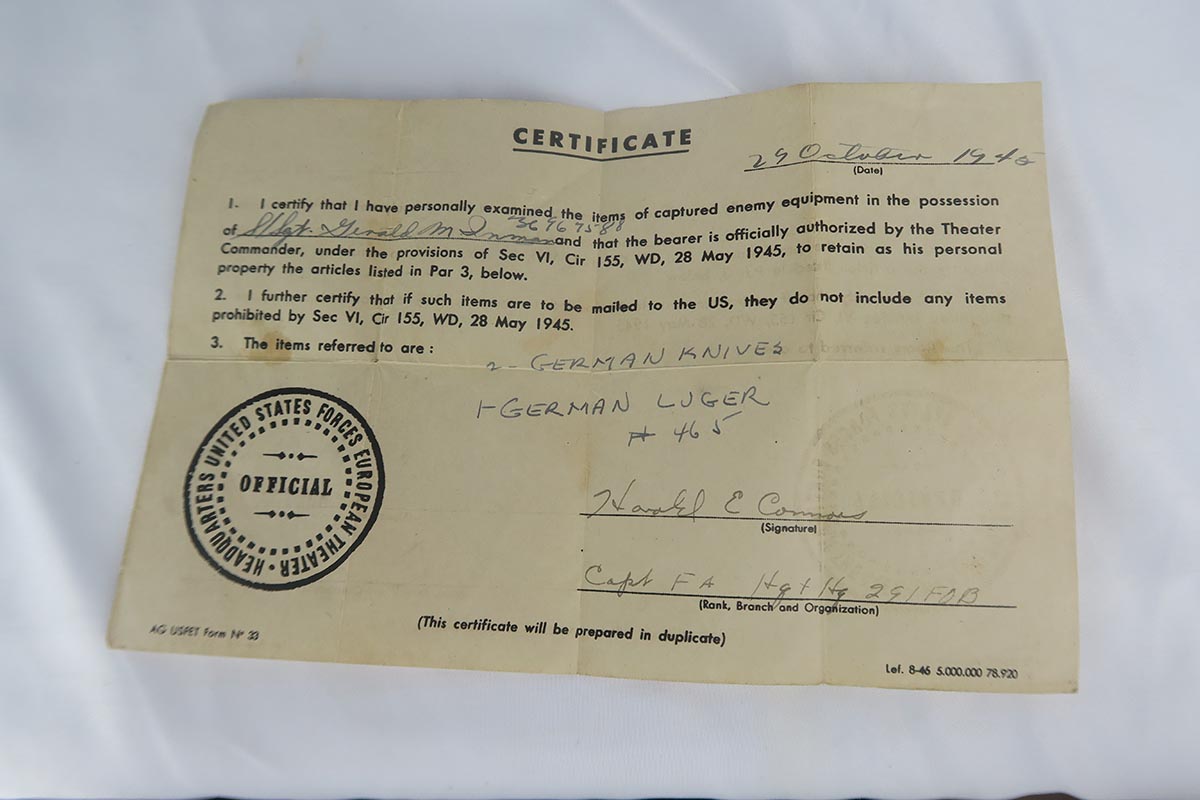 CERTIFICATE
29 October 1945
(Date)
1. I certify that I have personally examined the items of captured enemy equipment in the possession
of S/Sgt. Gerald M. Inman 36967588 and that the bearer is officially authorized by the Theater
Commander, under the provisions of Sec VI, Cir 155, WD, 28 May 1945, to retain as his personal
property the articles listed in Par 3, below.
2. I further certify that if such items are to be mailed to the US, they do not include any items
prohibited by Sec VI, Cir 155, WD, 28 May 1945.
3. The items referred to are :
2 - GERMAN KNIVES
1 - GERMAN LUGER
# 465
HEADQUARTERS UNITED STATES FORCES EUROPEAN THEATER •
OFFICIAL
Harold E Connors
(Signature)
Capt FA Hq + Hq 291 FOB
(Rank, Branch and Organization)
(This certificate will be prepared in duplicate)
AG USFET Form Nº 33
Lef. 8-45 5.000.000 78.920